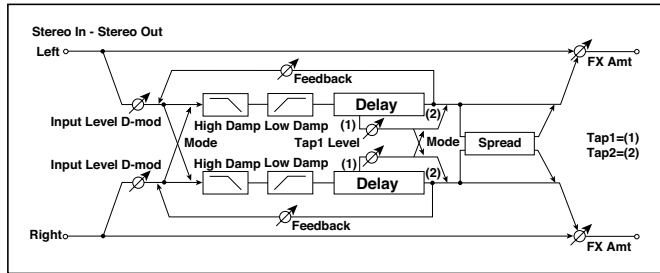 Stereo In - Stereo Out
Left
FX Amt
Feedback
Input Level D-mod
Delay
(2)
High Damp Low Damp (1)
Mode
Tap1 Level
Mode
Spread
Tap1=(1)
Tap2=(2)
Input Level D-mod
High Damp Low Damp (1)
Delay
(2)
Feedback
Right
FX Amt